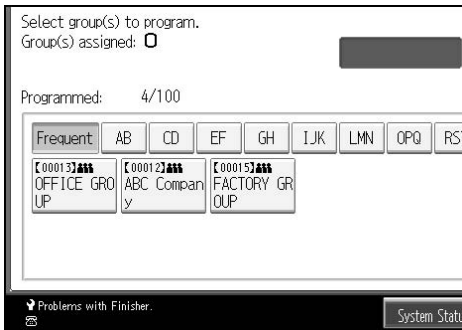 Select group(s) to program.
Group(s) assigned: 0
Programmed: 4/100
Frequent AB CD EF GH IJK LMN OPQ RS
【00013】 【00012】 【00015】
OFFICE GRO ABC Compan FACTORY GR
UP y OUP
Problems with Finisher.
System Statu